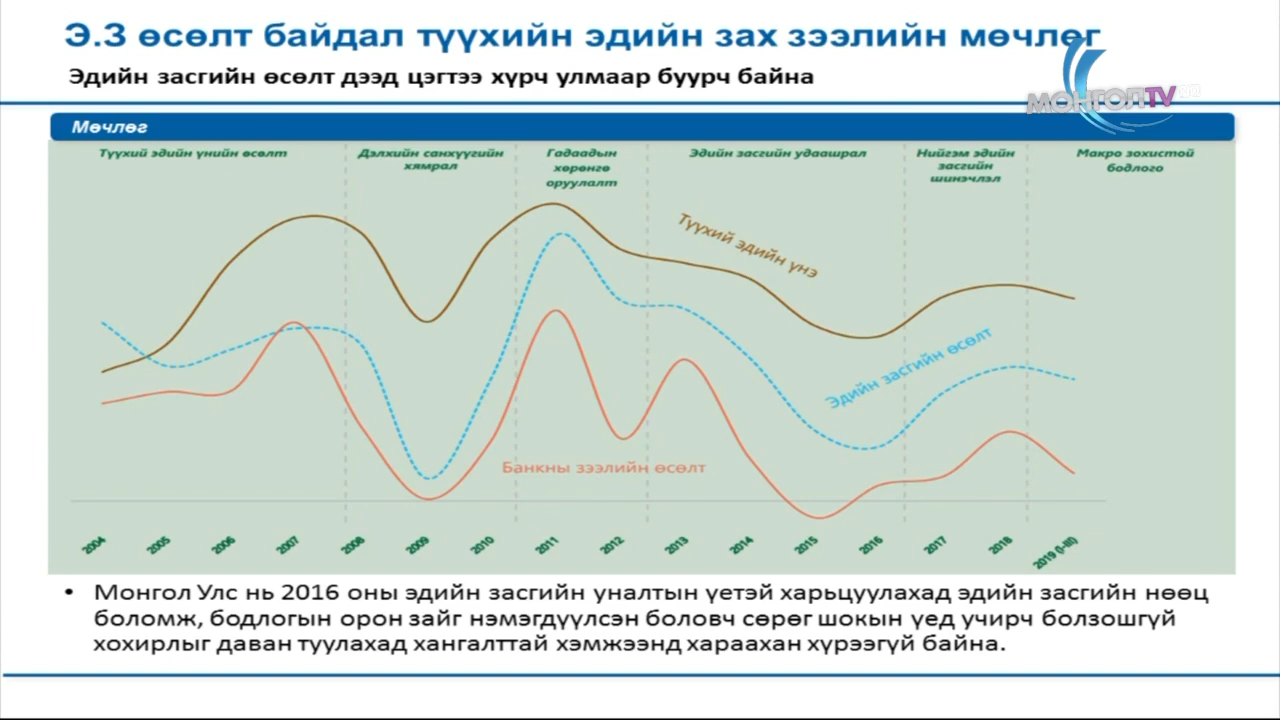 Э.З өсөлт байдал түүхийн эдийн зах зээлийн мөчлөг
Эдийн засгийн өсөлт дээд цэгтээ хүрч улмаар буурч байна
МОНГОЛTV
Мөчлөг
Түүхий эдийн үнийн өсөлт
Дэлхийн санхүүгийн
хямрал
Гадаадын
хөрөнгө
оруулалт
Эдийн засгийн удаашрал
Нийгэм эдийн
засгийн
шинэчлэл
Макро зохистой
бодлого
Түүхий эдийн үнэ
Эдийн засгийн өсөлт
Банкны зээлийн өсөлт
2004 2005 2006 2007 2008 2009 2010 2011 2012 2013 2014 2015 2016 2017 2018 2019 (I-III)
• Монгол Улс нь 2016 оны эдийн засгийн уналтын үетэй харьцуулахад эдийн засгийн нөөц
боломж, бодлогын орон зайг нэмэгдүүлсэн боловч сөрөг шокын үед учирч болзошгүй
хохирлыг даван туулахад хангалттай хэмжээнд хараахан хүрээгүй байна.